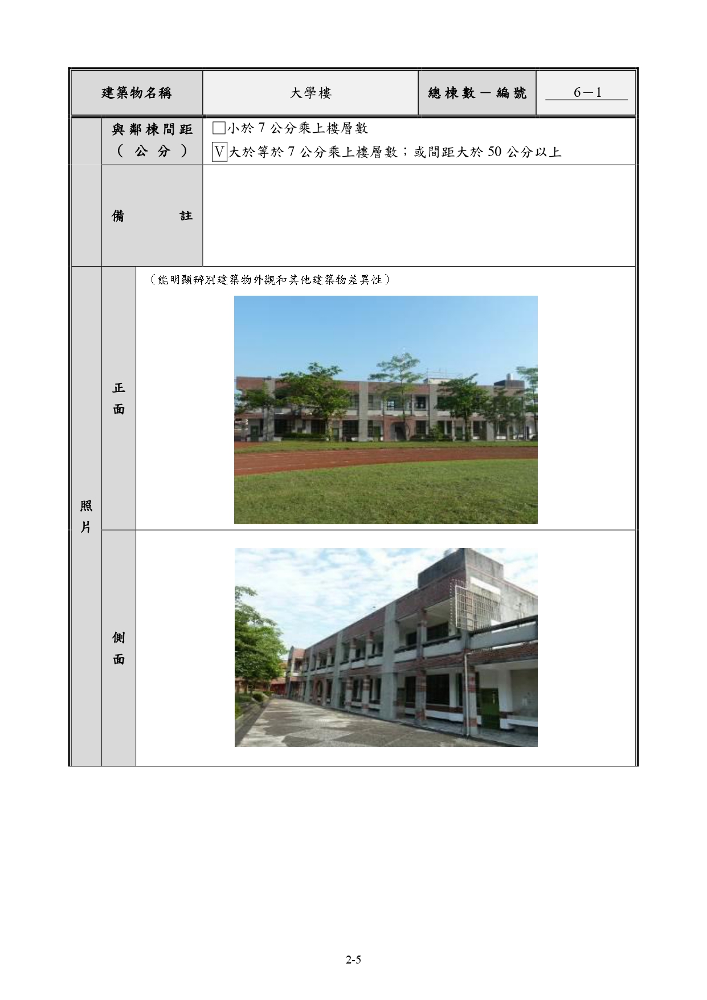 建築物名稱 大學樓 總棟數－編號 6－1
與鄰棟間距 □小於 7 公分乘上樓層數
（公分） V大於等於 7 公分乘上樓層數；或間距大於 50 公分以上
備註
（能明顯辨別建築物外觀和其他建築物差異性）
正
面
照
片
側
面
2-5